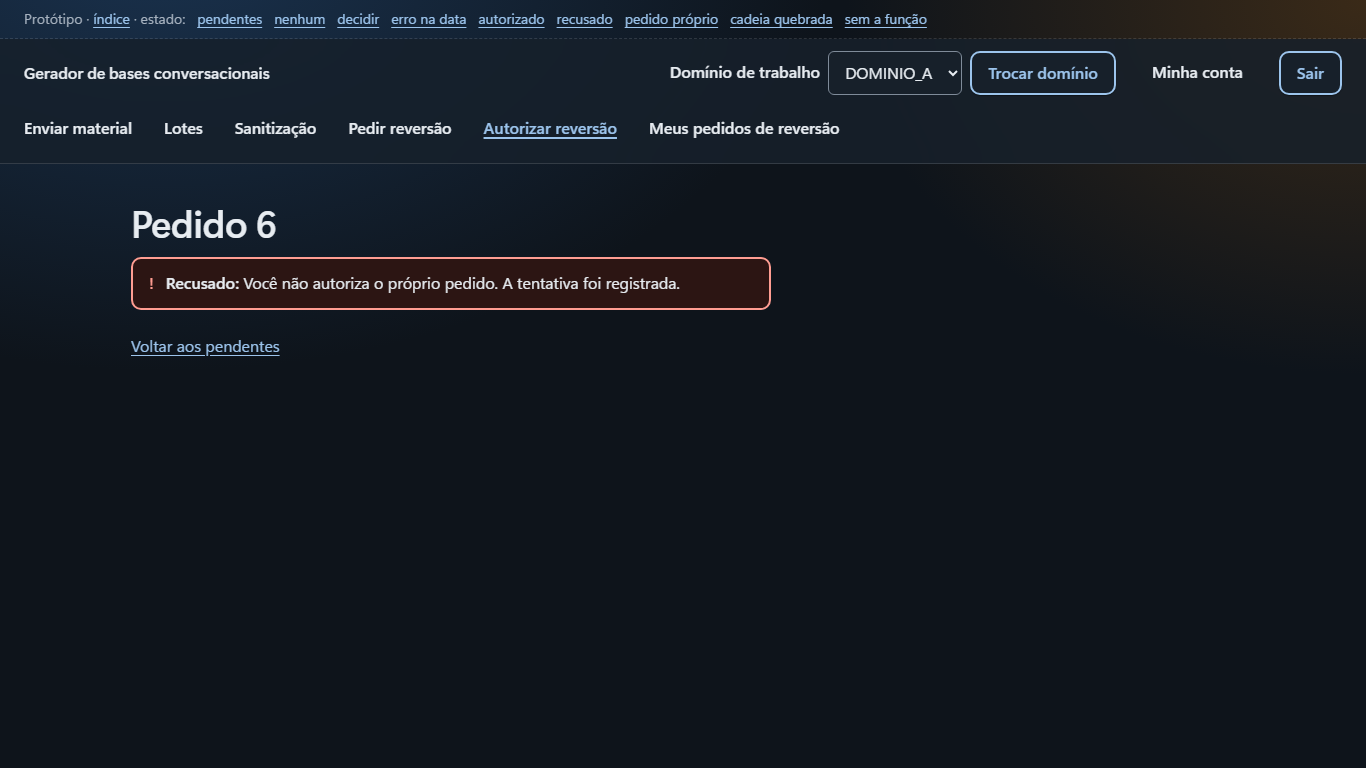 Protótipo · índice · estado: pendentes nenhum decidir erro na data autorizado recusado pedido próprio cadeia quebrada sem a função
Gerador de bases conversacionais Domínio de trabalho DOMINIO_A Trocar domínio Minha conta Sair
Enviar material Lotes Sanitização Pedir reversão Autorizar reversão Meus pedidos de reversão
Pedido 6
! Recusado: Você não autoriza o próprio pedido. A tentativa foi registrada.
Voltar aos pendentes